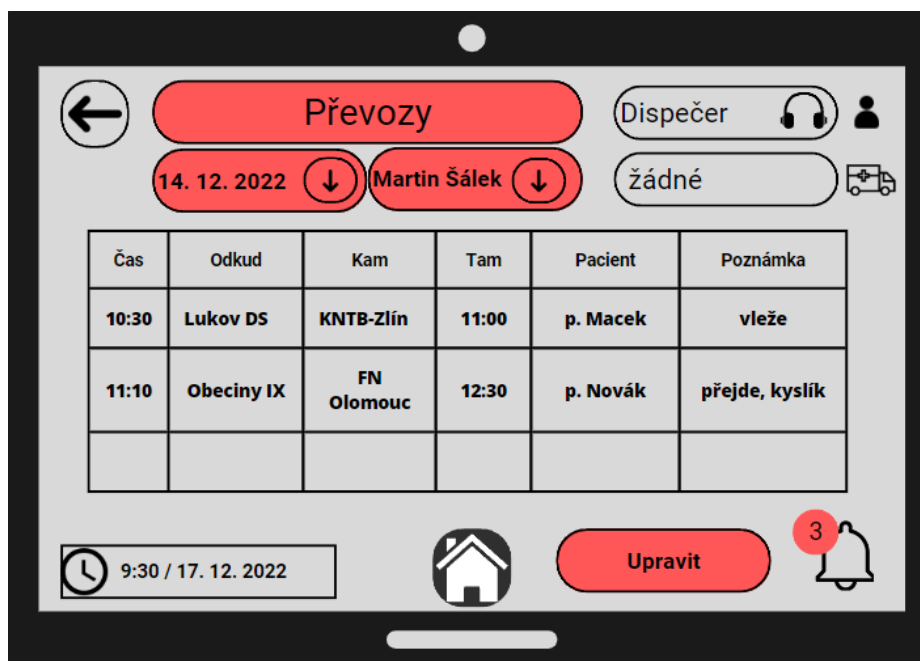 Převozy
Dispečer
14. 12. 2022
Martin Šálek
žádné
Čas Odkud Kam Tam Pacient Poznámka
10:30 Lukov DS KNTB-Zlín 11:00 p. Macek vleže
11:10 Obeciny IX FN Olomouc 12:30 p. Novák přejde, kyslík
3
9:30 / 17. 12. 2022
Upravit